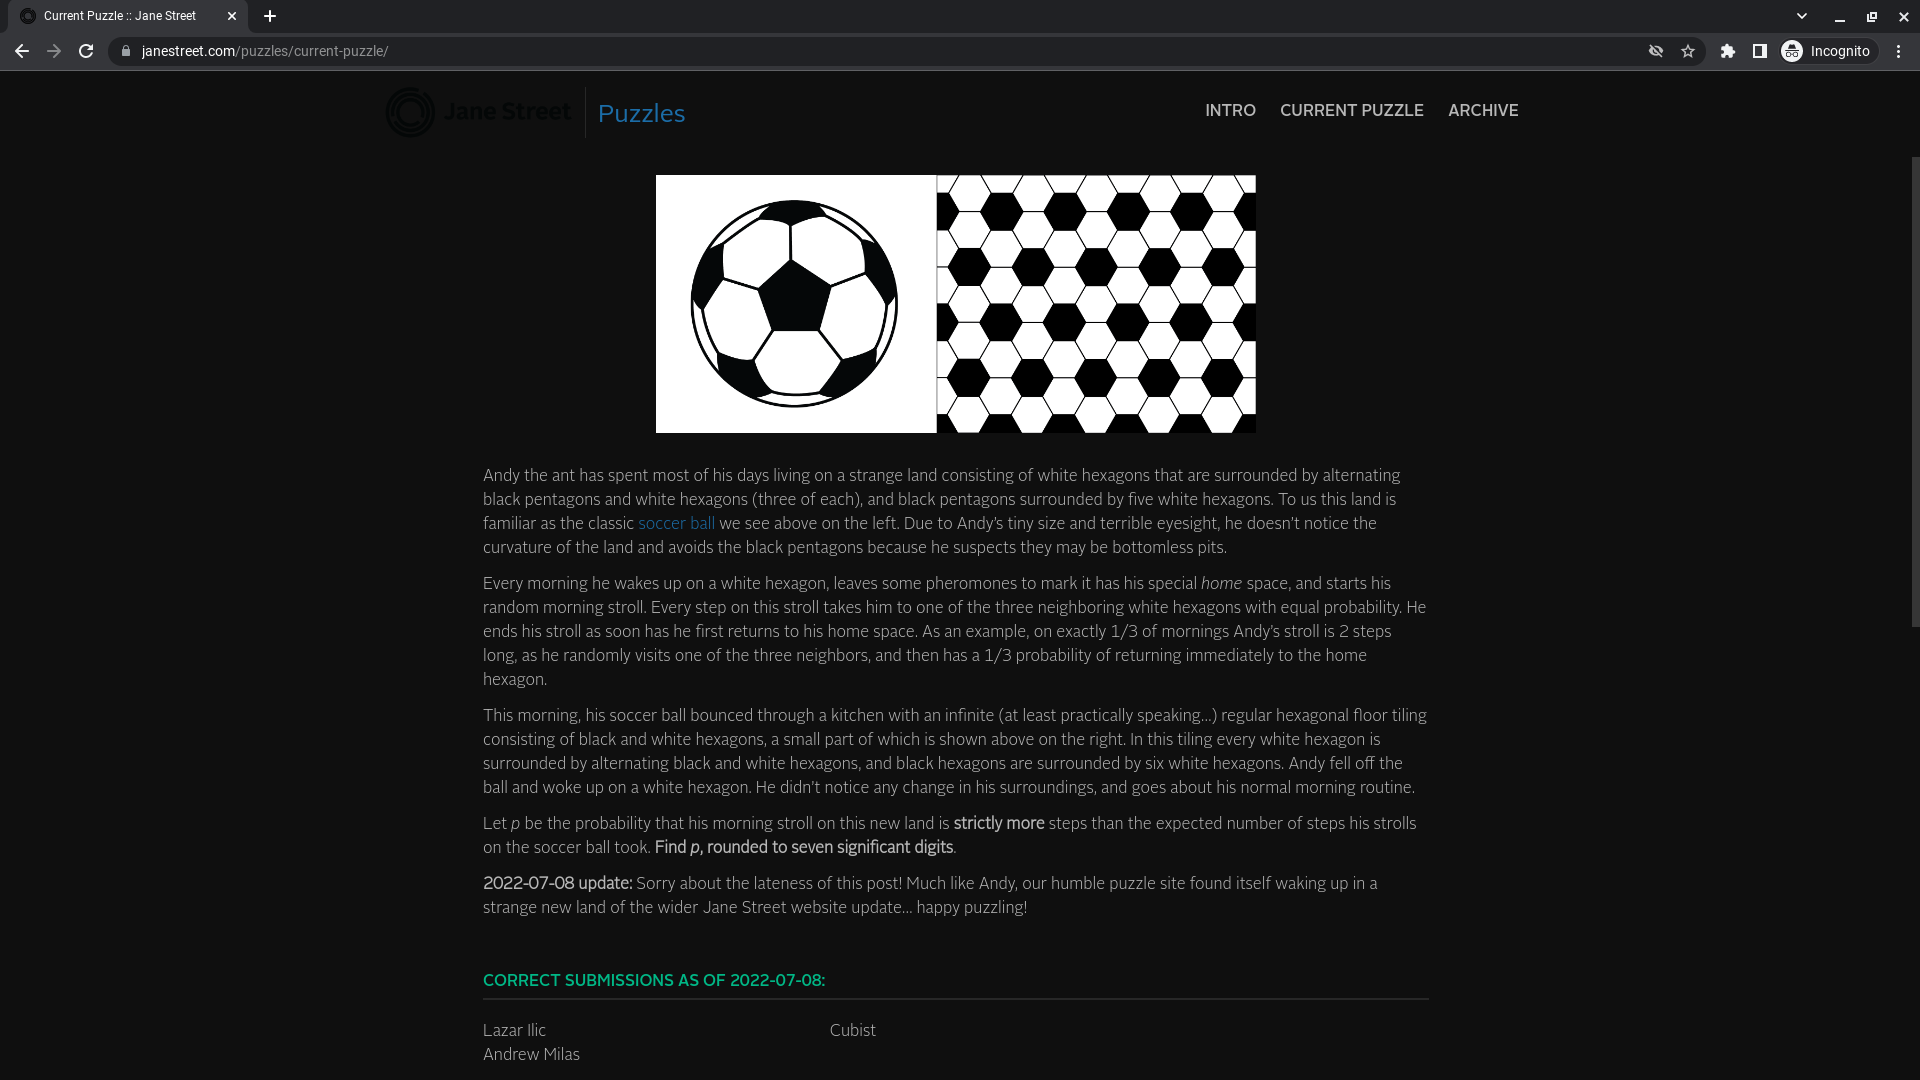 Current Puzzle :: Jane Street
janestreet.com/puzzles/current-puzzle/
Incognito
Jane Street
Puzzles
INTRO
CURRENT PUZZLE
ARCHIVE
Andy the ant has spent most of his days living on a strange land consisting of white hexagons that are surrounded by alternating
black pentagons and white hexagons (three of each), and black pentagons surrounded by five white hexagons. To us this land is
familiar as the classic soccer ball we see above on the left. Due to Andy's tiny size and terrible eyesight, he doesn't notice the
curvature of the land and avoids the black pentagons because he suspects they may be bottomless pits.
Every morning he wakes up on a white hexagon, leaves some pheromones to mark it has his special home space, and starts his
random morning stroll. Every step on this stroll takes him to one of the three neighboring white hexagons with equal probability. He
ends his stroll as soon has he first returns to his home space. As an example, on exactly 1/3 of mornings Andy's stroll is 2 steps
long, as he randomly visits one of the three neighbors, and then has a 1/3 probability of returning immediately to the home
hexagon.
This morning, his soccer ball bounced through a kitchen with an infinite (at least practically speaking…) regular hexagonal floor tiling
consisting of black and white hexagons, a small part of which is shown above on the right. In this tiling every white hexagon is
surrounded by alternating black and white hexagons, and black hexagons are surrounded by six white hexagons. Andy fell off the
ball and woke up on a white hexagon. He didn't notice any change in his surroundings, and goes about his normal morning routine.
Let p be the probability that his morning stroll on this new land is strictly more steps than the expected number of steps his strolls
on the soccer ball took. Find p, rounded to seven significant digits.
2022-07-08 update: Sorry about the lateness of this post! Much like Andy, our humble puzzle site found itself waking up in a
strange new land of the wider Jane Street website update… happy puzzling!
CORRECT SUBMISSIONS AS OF 2022-07-08:
Lazar Ilic
Cubist
Andrew Milas